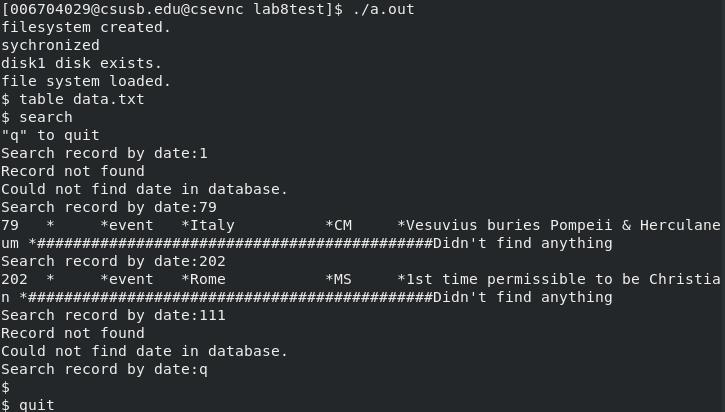 [006704029@csusb.edu@csevnc lab8test]$ ./a.out
filesystem created.
sychronized
disk1 disk exists.
file system loaded.
$ table data.txt
$ search
"q" to quit
Search record by date:1
Record not found
Could not find date in database.
Search record by date:79
79   *     *event   *Italy          *CM     *Vesuvius buries Pompeii & Herculane
um *############################################Didn't find anything
Search record by date:202
202  *     *event   *Rome           *MS     *1st time permissible to be Christia
n *#############################################Didn't find anything
Search record by date:111
Record not found
Could not find date in database.
Search record by date:q
$
$ quit